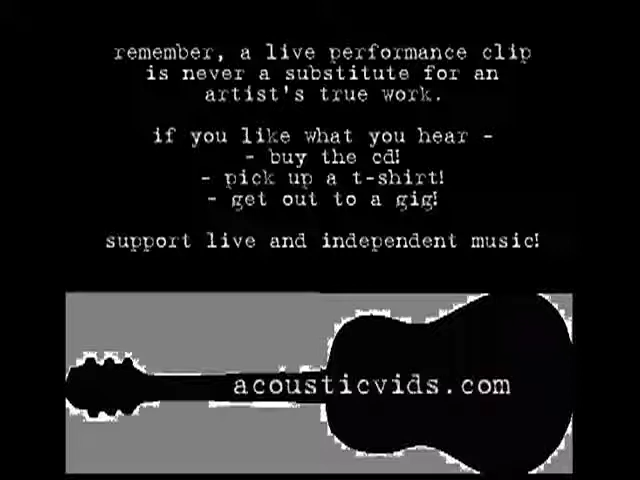 remember, a live performance clip
is never a substitute for an
artist's true work.
if you like what you hear -
- buy the cd!
- pick up a t-shirt!
- get out to a gig!
support live and independent music!
acousticvids.com